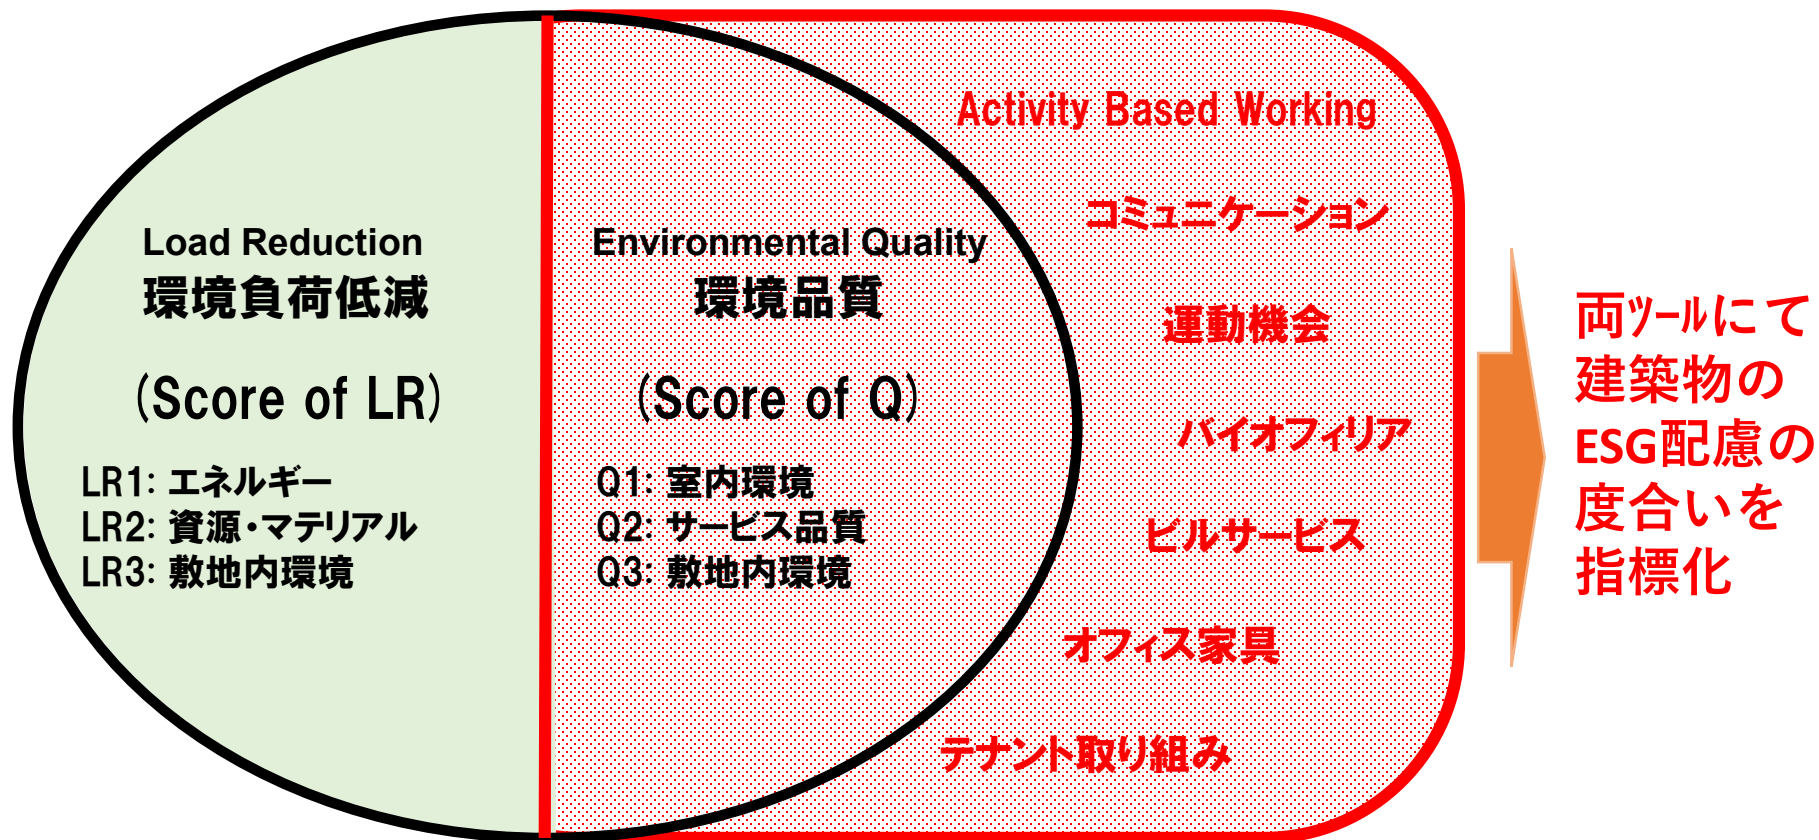 Load Reduction
環境負荷低減
(Score of LR)
LR1: エネルギー
LR2: 資源・マテリアル
LR3: 敷地内環境
Environmental Quality
環境品質
(Score of Q)
Q1: 室内環境
Q2: サービス品質
Q3: 敷地内環境
Activity Based Working
コミュニケーション
運動機会
バイオフィリア
ビルサービス
オフィス家具
テナント取り組み
両ﾂｰﾙにて
建築物の
ESG配慮の
度合いを
指標化